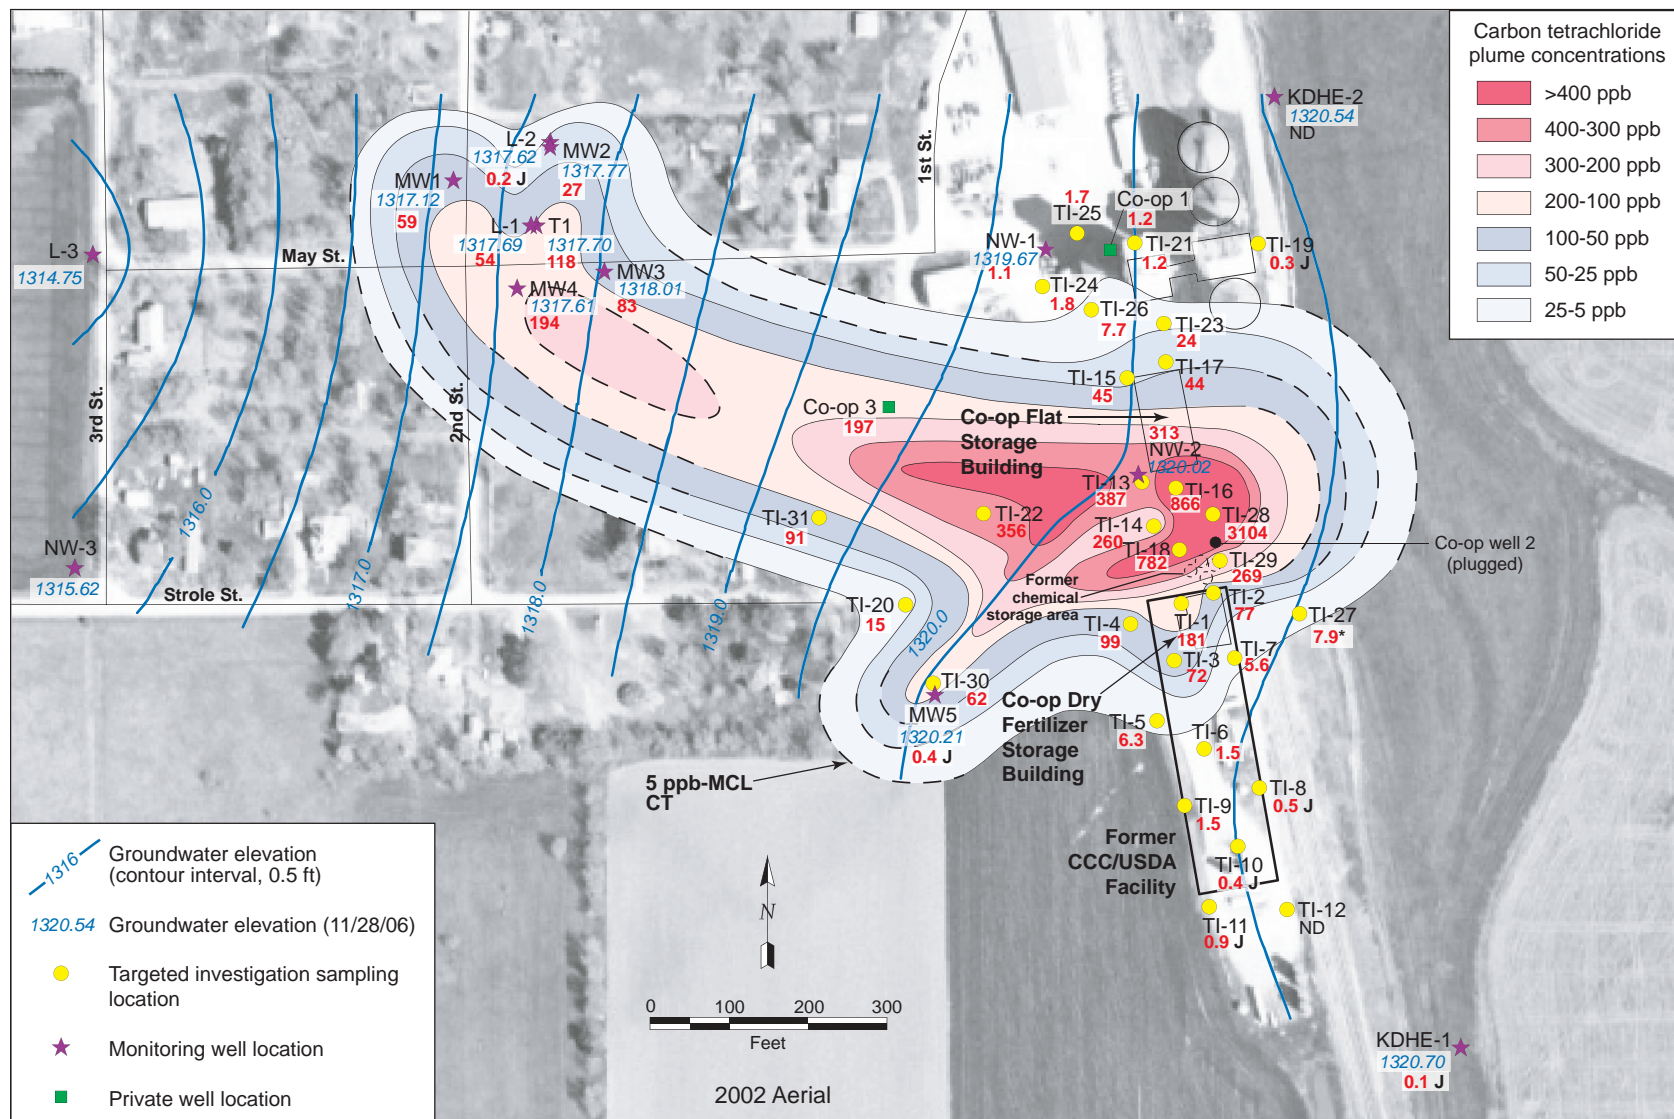 Carbon tetrachloride
plume concentrations
>400 ppb
400-300 ppb
300-200 ppb
200-100 ppb
100-50 ppb
50-25 ppb
25-5 ppb
KDHE-2
1320.54
ND
L-2
1317.62
0.2 J
MW2
1317.77
27
MW1
1317.12
59
L-1
1317.69
54
T1
1317.70
118
MW3
1318.01
83
MW4
1317.61
194
L-3
1314.75
May St.
1st St.
2nd St.
3rd St.
1.7
TI-25
Co-op 1
1.2
NW-1
1319.67
1.1
TI-21
1.2
TI-19
0.3 J
TI-24
1.8
TI-26
7.7
TI-23
24
TI-17
44
TI-15
45
Co-op 3
197
Co-op Flat
Storage
Building
313
NW-2
1320.02
TI-13
387
TI-16
866
TI-22
356
TI-14
260
TI-28
3104
TI-18
782
TI-29
269
Co-op well 2
(plugged)
TI-31
91
Former
chemical
storage area
NW-3
1315.62
Strole St.
1316.0
1317.0
1318.0
1319.0
1320.0
TI-20
15
TI-2
77
TI-1
181
TI-27
7.9*
TI-4
99
TI-3
72
TI-7
5.6
TI-30
62
MW5
1320.21
0.4 J
Co-op Dry
Fertilizer
Storage
Building
TI-5
6.3
TI-6
1.5
5 ppb-MCL
CT
TI-8
0.5 J
TI-9
1.5
Former
CCC/USDA
Facility
TI-10
0.4 J
TI-11
0.9 J
TI-12
ND
KDHE-1
1320.70
0.1 J
1316
Groundwater elevation
(contour interval, 0.5 ft)
1320.54 Groundwater elevation (11/28/06)
Targeted investigation sampling
location
Monitoring well location
Private well location
N
0 100 200 300
Feet
2002 Aerial